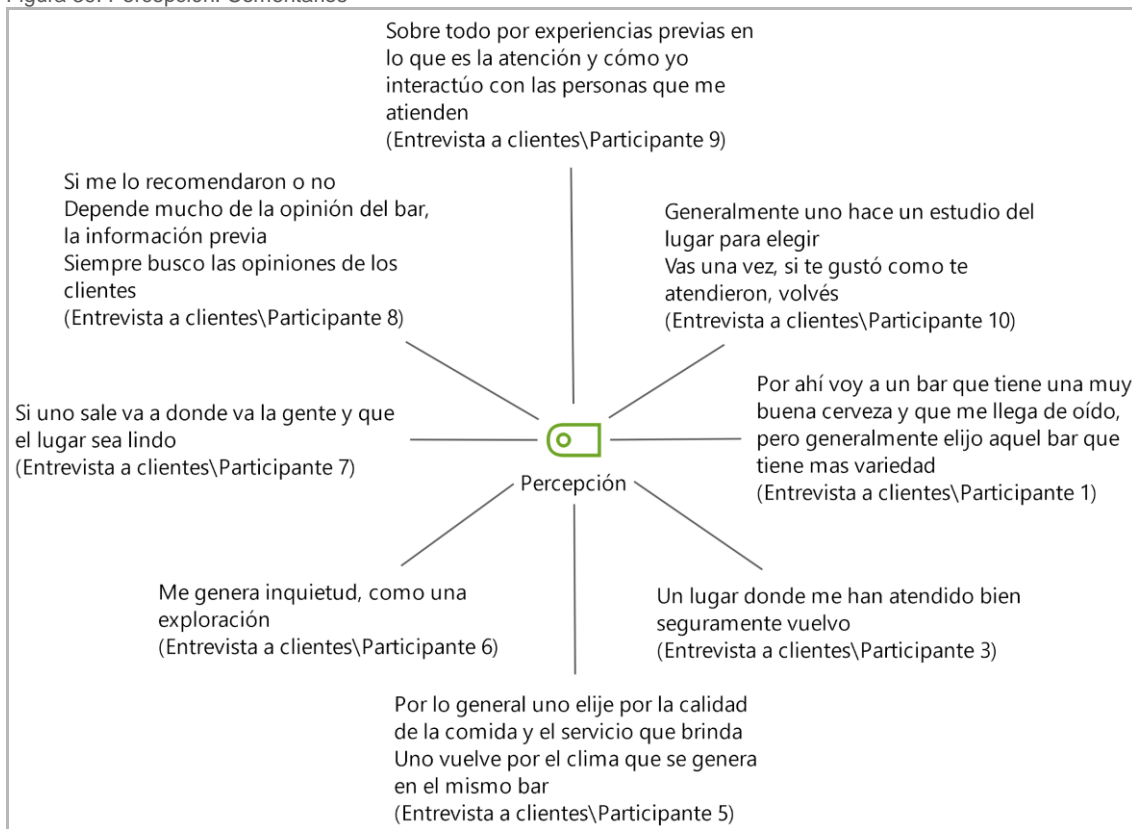 Sobre todo por experiencias previas en
lo que es la atención y cómo yo
interactúo con las personas que me
atienden
(Entrevista a clientes\Participante 9)
Si me lo recomendaron o no
Depende mucho de la opinión del bar,
la información previa
Siempre busco las opiniones de los
clientes
(Entrevista a clientes\Participante 8)
Generalmente uno hace un estudio del
lugar para elegir
Vas una vez, si te gustó como te
atendieron, volvés
(Entrevista a clientes\Participante 10)
Si uno sale va a donde va la gente y que
el lugar sea lindo
(Entrevista a clientes\Participante 7)
Percepción
Por ahí voy a un bar que tiene una muy
buena cerveza y que me llega de oído,
pero generalmente elijo aquel bar que
tiene mas variedad
(Entrevista a clientes\Participante 1)
Me genera inquietud, como una
exploración
(Entrevista a clientes\Participante 6)
Un lugar donde me han atendido bien
seguramente vuelvo
(Entrevista a clientes\Participante 3)
Por lo general uno elije por la calidad
de la comida y el servicio que brinda
Uno vuelve por el clima que se genera
en el mismo bar
(Entrevista a clientes\Participante 5)